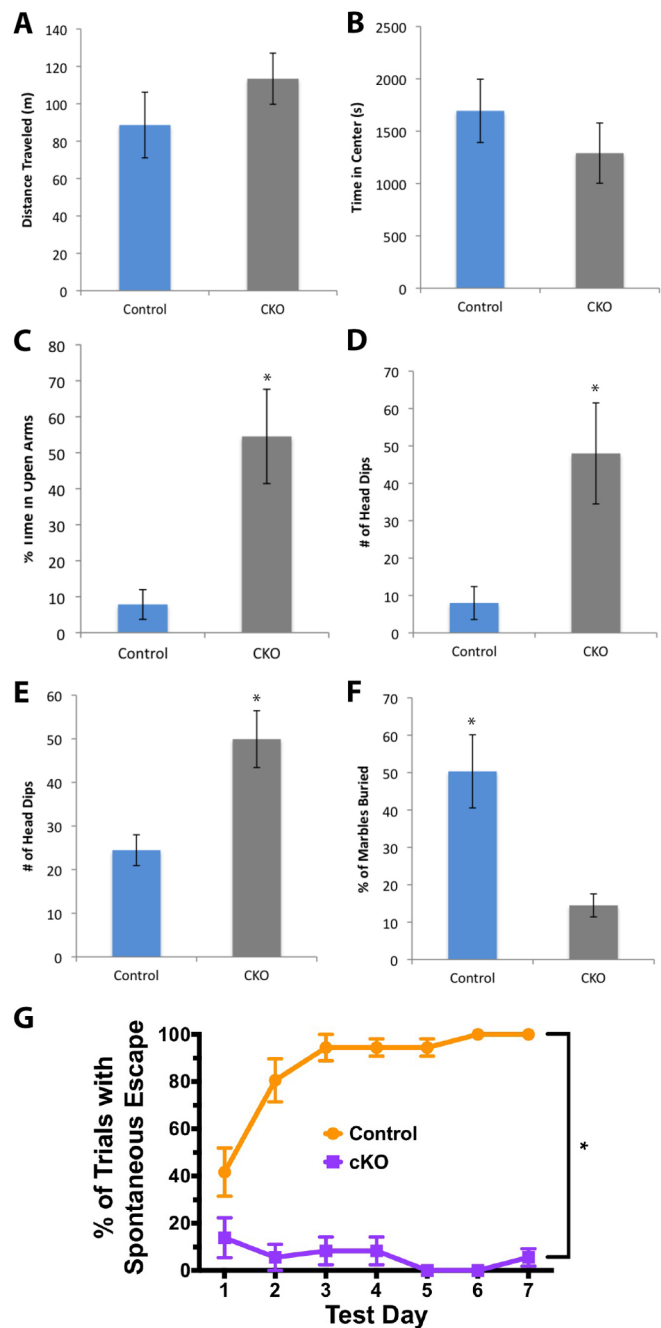 A
Distance Traveled (m)
140
120
100
80
60
40
20
0
Control
CKO
B
Time in Center (s)
2500
2000
1500
1000
500
0
Control
CKO
C
% Time in Open Arms
80
70
60
50
40
30
20
10
0
*
Control
CKO
D
# of Head Dips
70
60
50
40
30
20
10
0
*
Control
CKO
E
# of Head Dips
60
50
40
30
20
10
0
*
Control
CKO
F
% of Marbles Buried
70
60
50
40
30
20
10
0
*
Control
CKO
G
% of Trials with
Spontaneous Escape
100
80
60
40
20
0
Control
cKO
*
1 2 3 4 5 6 7
Test Day